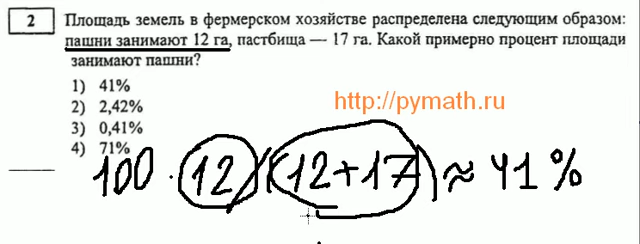 2 Площадь земель в фермерском хозяйстве распределена следующим образом:
пашни занимают 12 га, пастбища — 17 га. Какой примерно процент площади
занимают пашни?
1) 41%
2) 2,42%
3) 0,41%
4) 71%
http://pymath.ru
100 · 12/(12+17) ≈ 41 %